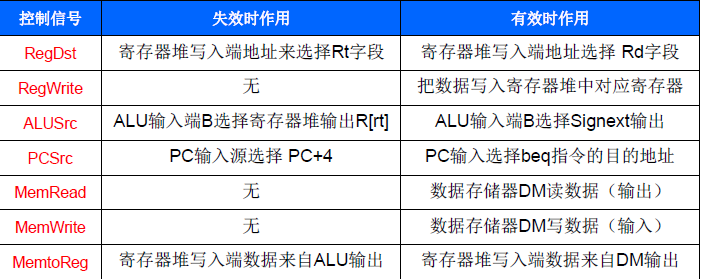 控制信号 失效时作用 有效时作用
RegDst 寄存器堆写入端地址来选择Rt字段 寄存器堆写入端地址选择 Rd字段
RegWrite 无 把数据写入寄存器堆中对应寄存器
ALUSrc ALU输入端B选择寄存器堆输出R[rt] ALU输入端B选择Signext输出
PCSrc PC输入源选择 PC+4 PC输入选择beq指令的目的地址
MemRead 无 数据存储器DM读数据（输出）
MemWrite 无 数据存储器DM写数据（输入）
MemtoReg 寄存器堆写入端数据来自ALU输出 寄存器堆写入端数据来自DM输出